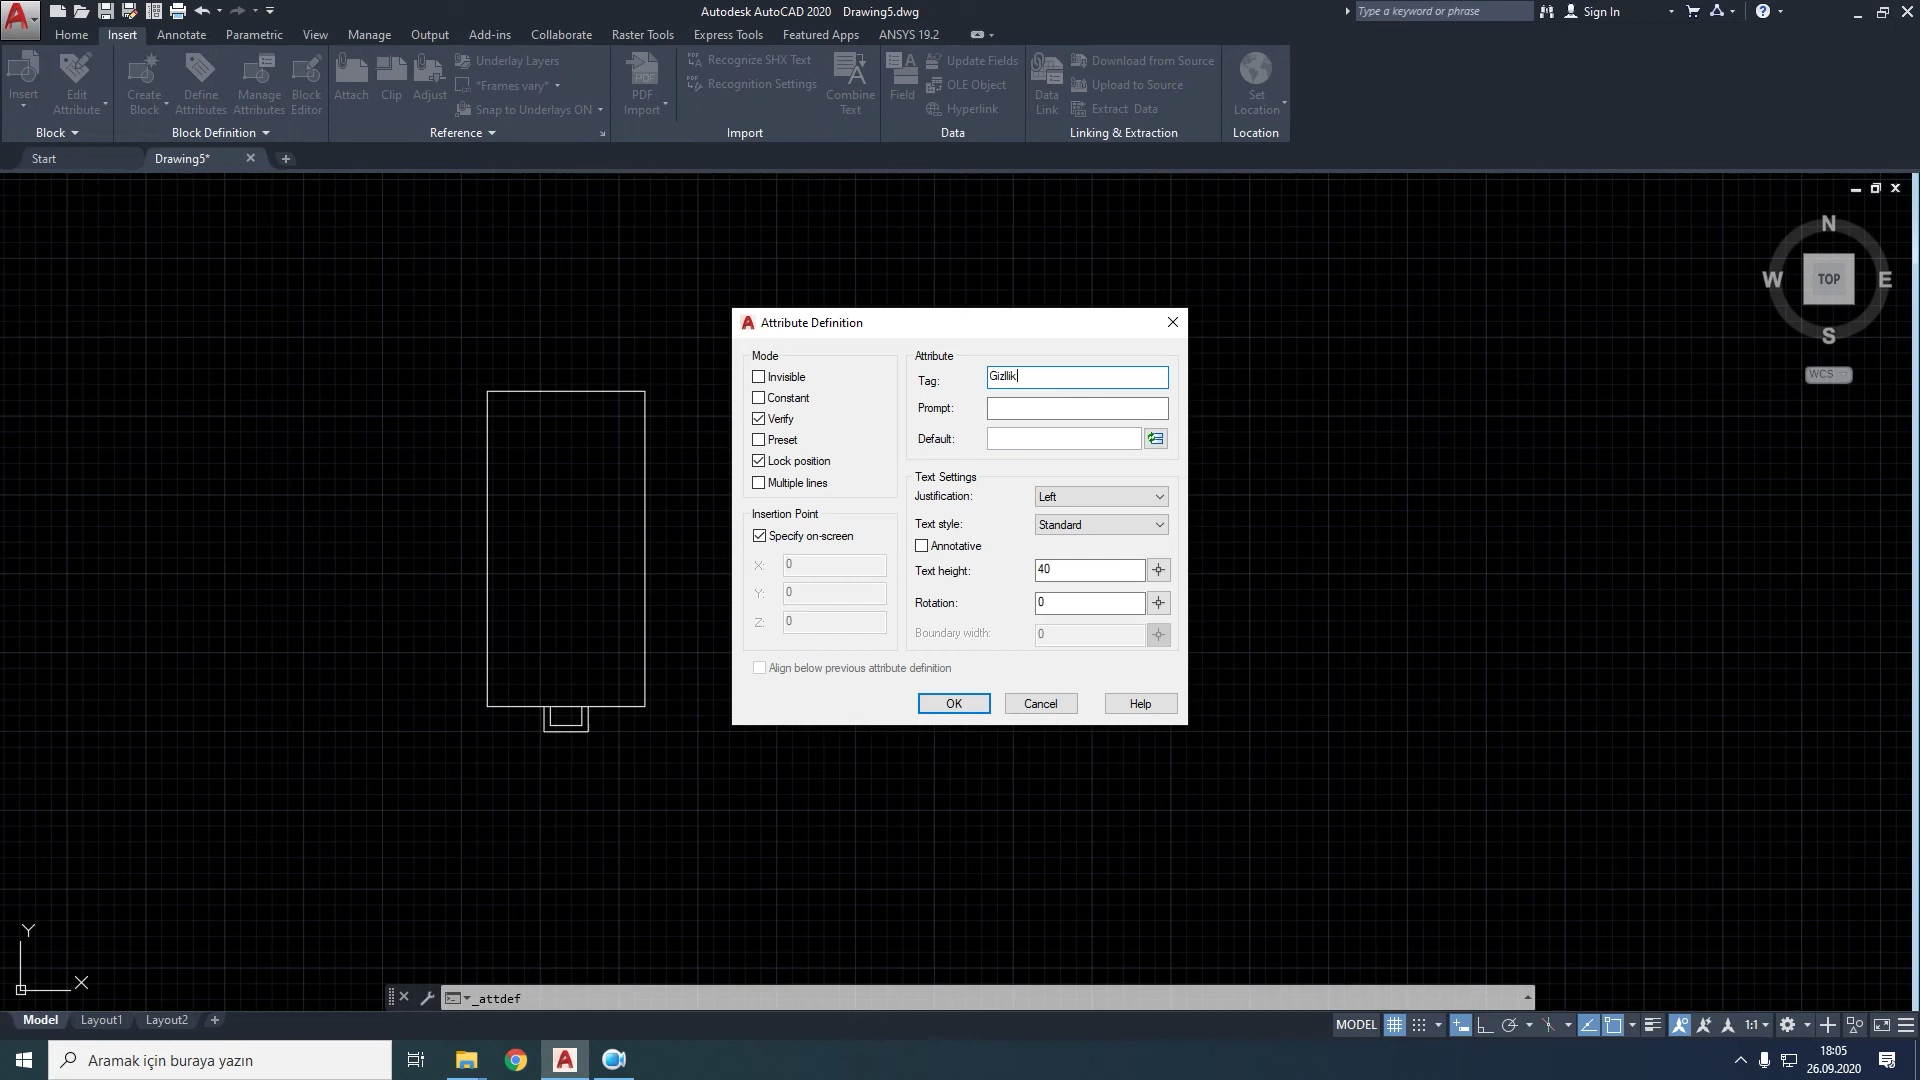 Autodesk AutoCAD 2020 Drawing5.dwg
Type a keyword or phrase
Sign In
Home Insert Annotate Parametric View Manage Output Add-ins Collaborate Raster Tools Express Tools Featured Apps ANSYS 19.2
Insert
Edit Attribute
Create Block
Define Attributes
Manage Attributes
Block Editor
Attach
Clip
Adjust
Underlay Layers
*Frames vary*
Snap to Underlays ON
PDF
PDF Import
Recognize SHX Text
Recognition Settings
Combine Text
Field
Update Fields
OLE Object
Hyperlink
Data Link
Download from Source
Upload to Source
Extract Data
Set Location
Block
Block Definition
Reference
Import
Data
Linking & Extraction
Location
Start
Drawing5*
N
W
TOP
E
S
WCS
Attribute Definition
Mode
Invisible
Constant
Verify
Preset
Lock position
Multiple lines
Insertion Point
Specify on-screen
X: 0
Y: 0
Z: 0
Attribute
Tag: Gizllik
Prompt:
Default:
Text Settings
Justification: Left
Text style: Standard
Annotative
Text height: 40
Rotation: 0
Boundary width: 0
Align below previous attribute definition
OK
Cancel
Help
Y
X
_attdef
Model Layout1 Layout2
MODEL
1:1
Aramak için buraya yazın
18:05
26.09.2020